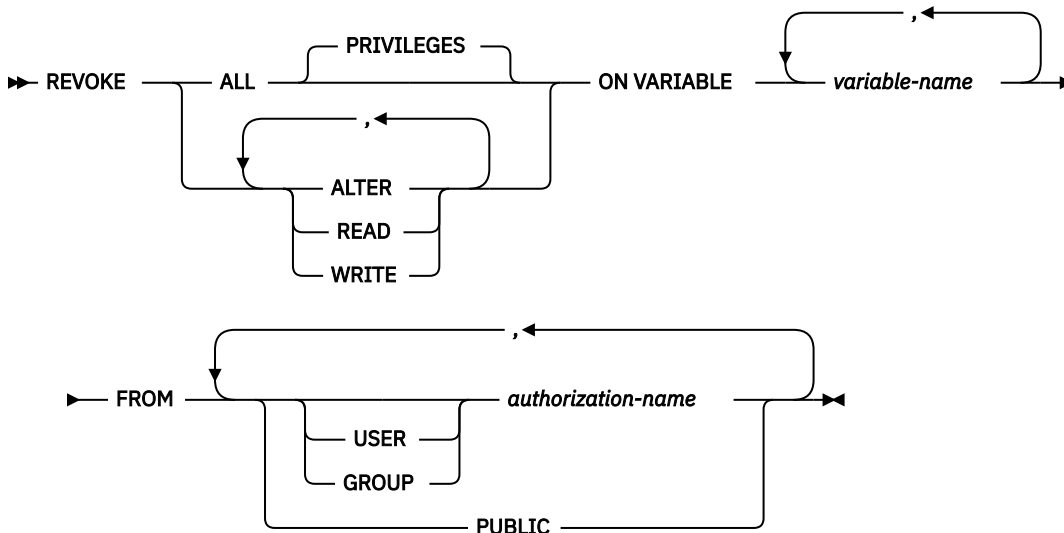 ,
PRIVILEGES
REVOKE ALL ON VARIABLE variable-name
,
ALTER
READ
WRITE
,
FROM authorization-name
USER
GROUP
PUBLIC